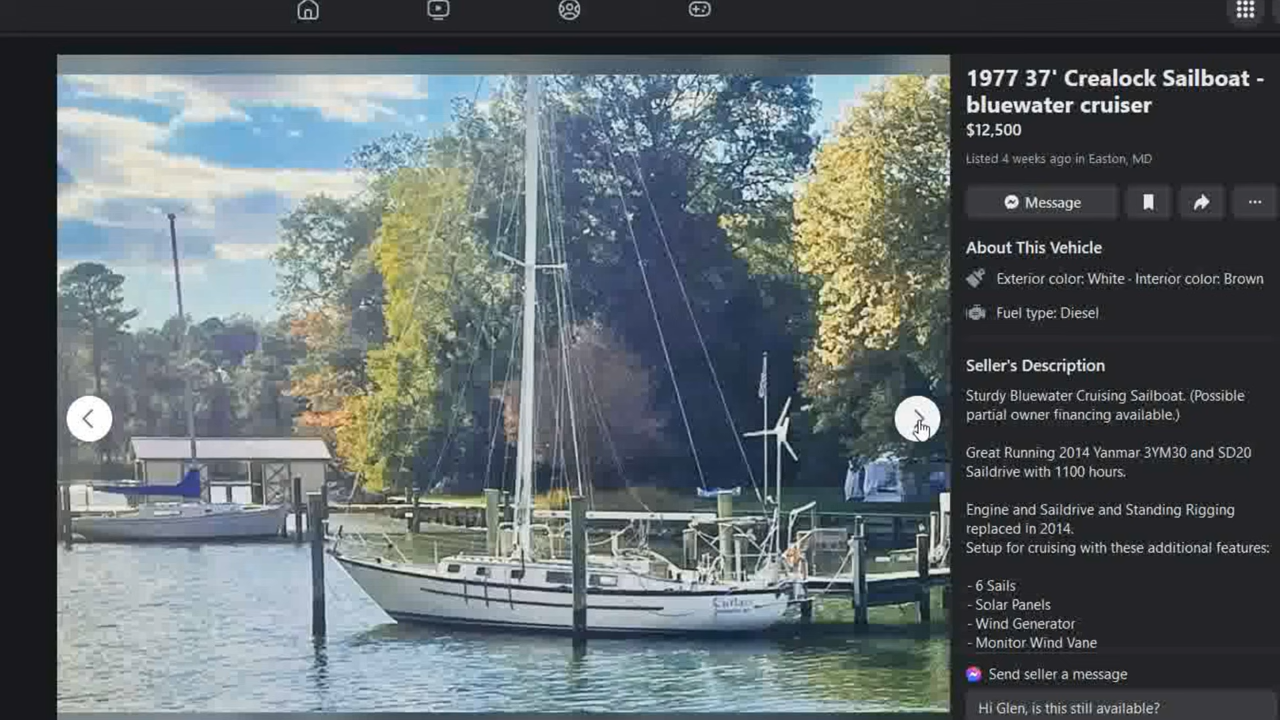 1977 37' Crealock Sailboat -
bluewater cruiser
$12,500
Listed 4 weeks ago in Easton, MD
Message
About This Vehicle
Exterior color: White · Interior color: Brown
Fuel type: Diesel
Seller's Description
Sturdy Bluewater Cruising Sailboat. (Possible
partial owner financing available.)
Great Running 2014 Yanmar 3YM30 and SD20
Saildrive with 1100 hours.
Engine and Saildrive and Standing Rigging
replaced in 2014.
Setup for cruising with these additional features:
- 6 Sails
- Solar Panels
- Wind Generator
- Monitor Wind Vane
Send seller a message
Hi Glen, is this still available?